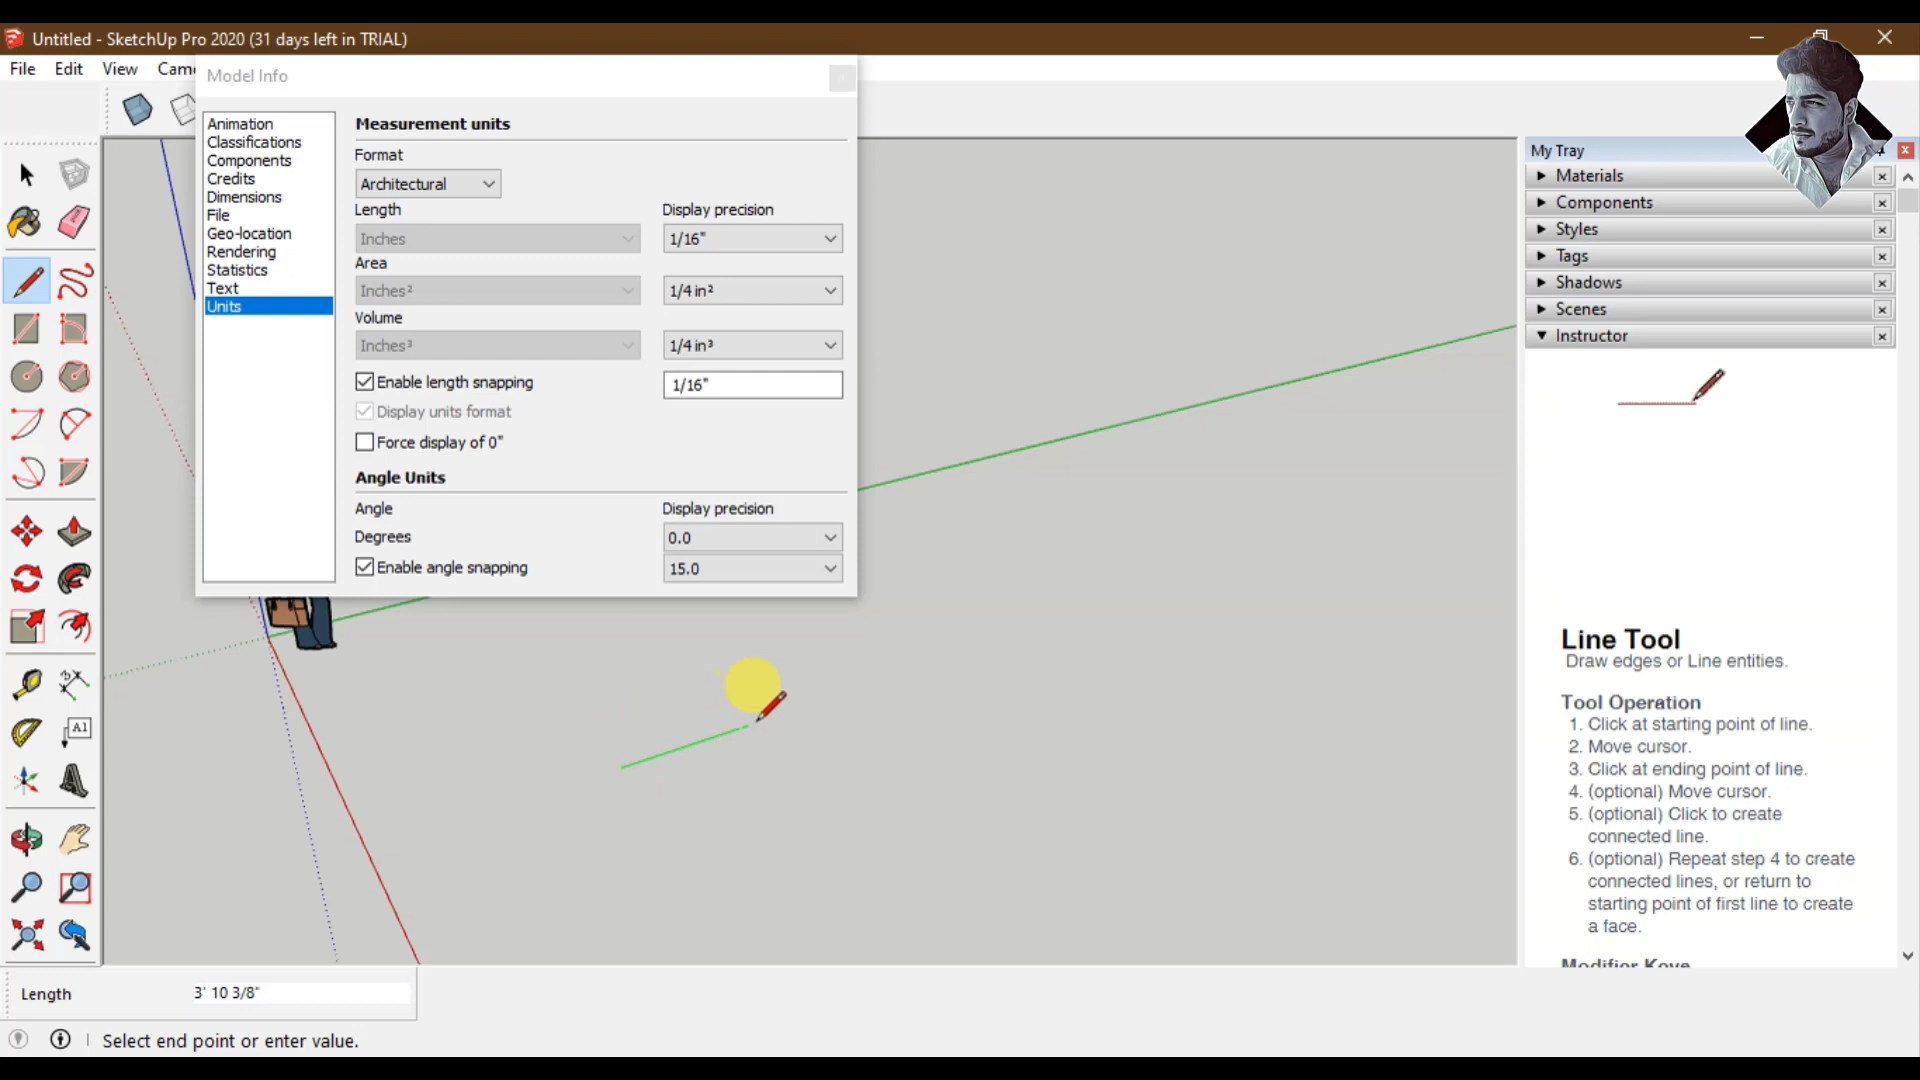 Untitled - SketchUp Pro 2020 (31 days left in TRIAL)
File Edit View Came
Model Info
Animation
Classifications
Components
Credits
Dimensions
File
Geo-location
Rendering
Statistics
Text
Units
Measurement units
Format
Architectural
Length Display precision
Inches 1/16"
Area
Inches² 1/4 in²
Volume
Inches³ 1/4 in³
Enable length snapping 1/16"
Display units format
Force display of 0"
Angle Units
Angle Display precision
Degrees 0.0
Enable angle snapping 15.0
My Tray
Materials
Components
Styles
Tags
Shadows
Scenes
Instructor
Line Tool
Draw edges or Line entities.
Tool Operation
1. Click at starting point of line.
2. Move cursor.
3. Click at ending point of line.
4. (optional) Move cursor.
5. (optional) Click to create
connected line.
6. (optional) Repeat step 4 to create
connected lines, or return to
starting point of first line to create
a face.
Modifier Keys
A1
Length 3' 10 3/8"
Select end point or enter value.